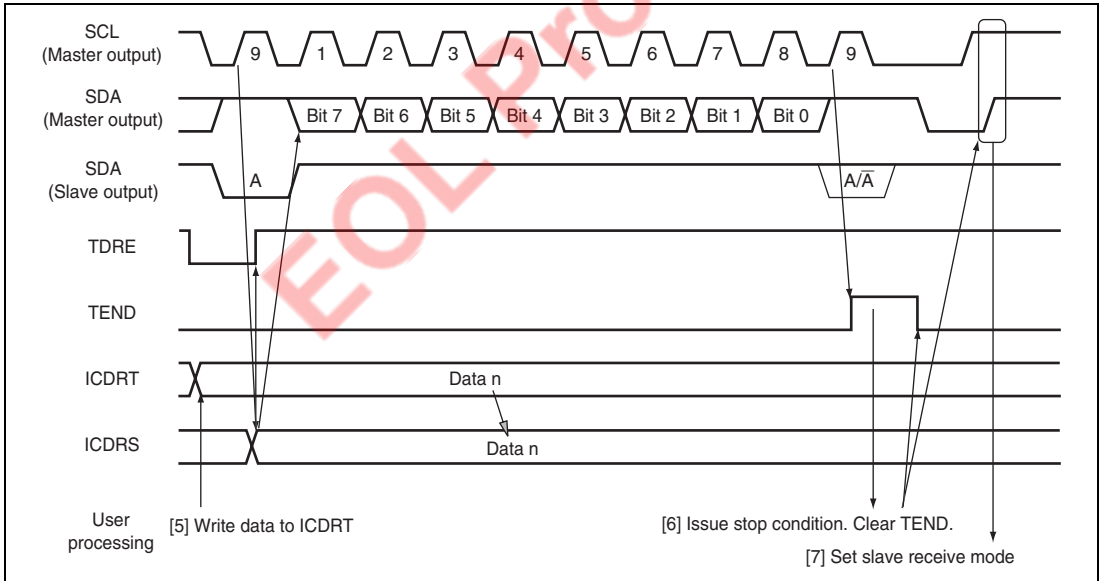 SCL
(Master output)
9 1 2 3 4 5 6 7 8 9
SDA
(Master output)
Bit 7 Bit 6 Bit 5 Bit 4 Bit 3 Bit 2 Bit 1 Bit 0
SDA
(Slave output)
A A/A̅
TDRE
TEND
ICDRT
Data n
ICDRS
Data n
User
processing
[5] Write data to ICDRT
[6] Issue stop condition. Clear TEND.
[7] Set slave receive mode
EOL Pro